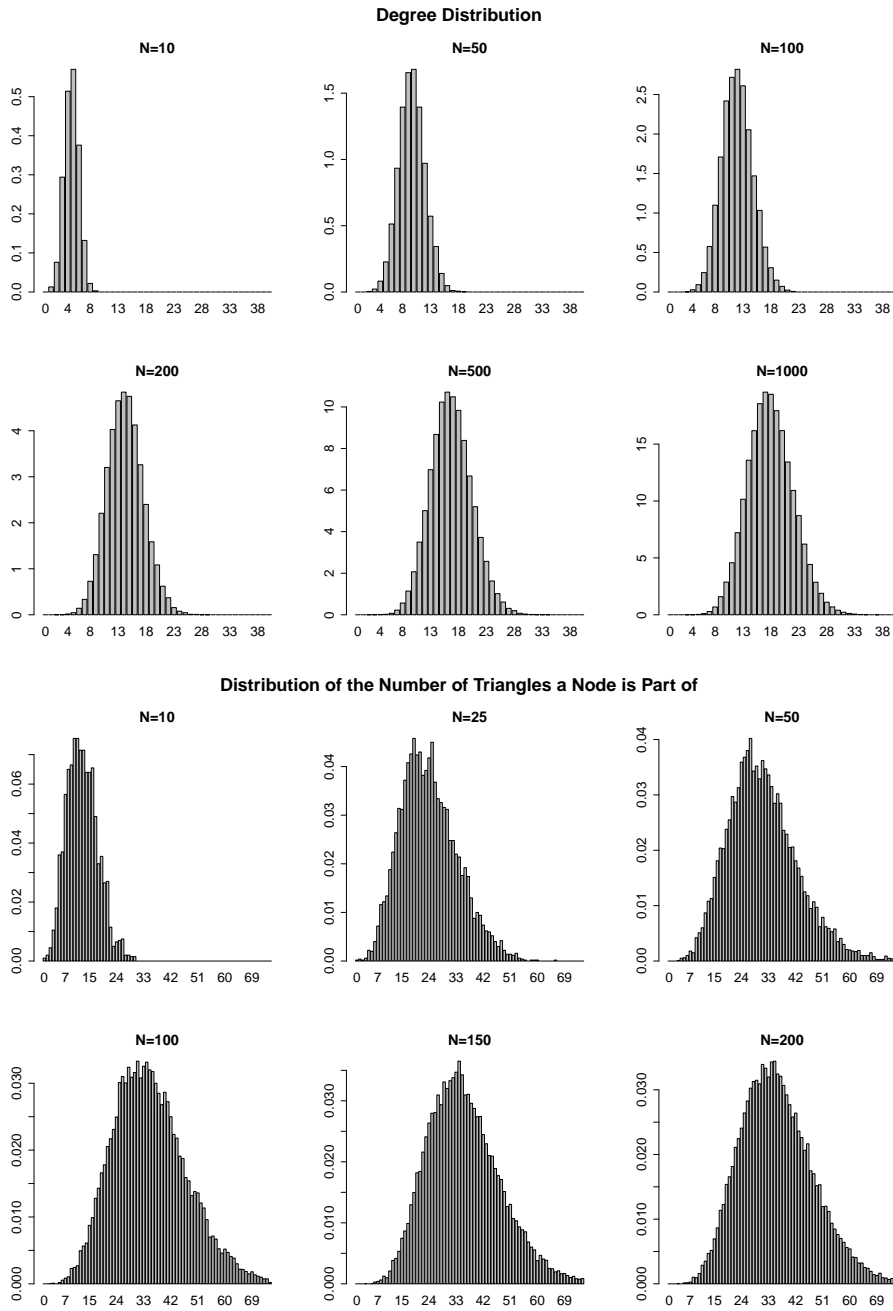 Degree Distribution
N=10
N=50
N=100
0.0 0.1 0.2 0.3 0.4 0.5
0.0 0.5 1.0 1.5
0.0 0.5 1.0 1.5 2.0 2.5
0 4 8 13 18 23 28 33 38
0 4 8 13 18 23 28 33 38
0 4 8 13 18 23 28 33 38
N=200
N=500
N=1000
0 1 2 3 4
0 2 4 6 8 10
0 5 10 15
0 4 8 13 18 23 28 33 38
0 4 8 13 18 23 28 33 38
0 4 8 13 18 23 28 33 38
Distribution of the Number of Triangles a Node is Part of
N=10
N=25
N=50
0.00 0.02 0.04 0.06
0.00 0.01 0.02 0.03 0.04
0.00 0.01 0.02 0.03 0.04
0 7 15 24 33 42 51 60 69
0 7 15 24 33 42 51 60 69
0 7 15 24 33 42 51 60 69
N=100
N=150
N=200
0.000 0.010 0.020 0.030
0.000 0.010 0.020 0.030
0.000 0.010 0.020 0.030
0 7 15 24 33 42 51 60 69
0 7 15 24 33 42 51 60 69
0 7 15 24 33 42 51 60 69